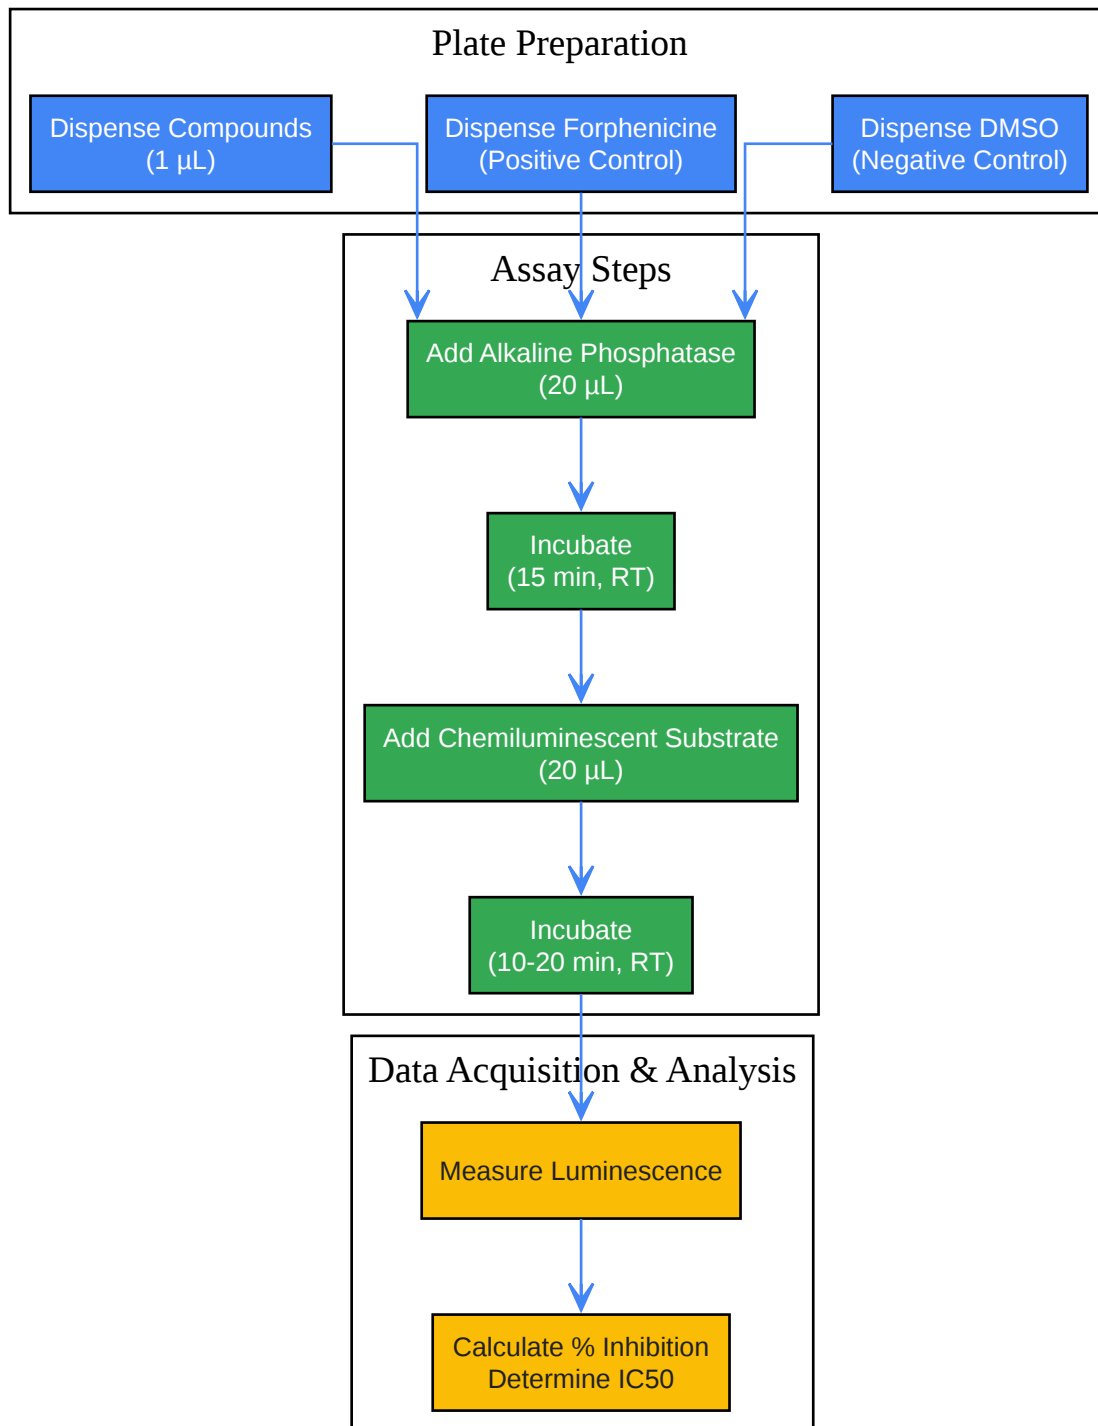 Plate Preparation
Dispense Compounds
(1 µL)
Dispense Forphenicine
(Positive Control)
Dispense DMSO
(Negative Control)
Assay Steps
Add Alkaline Phosphatase
(20 µL)
Incubate
(15 min, RT)
Add Chemiluminescent Substrate
(20 µL)
Incubate
(10-20 min, RT)
Data Acquisition & Analysis
Measure Luminescence
Calculate % Inhibition
Determine IC50